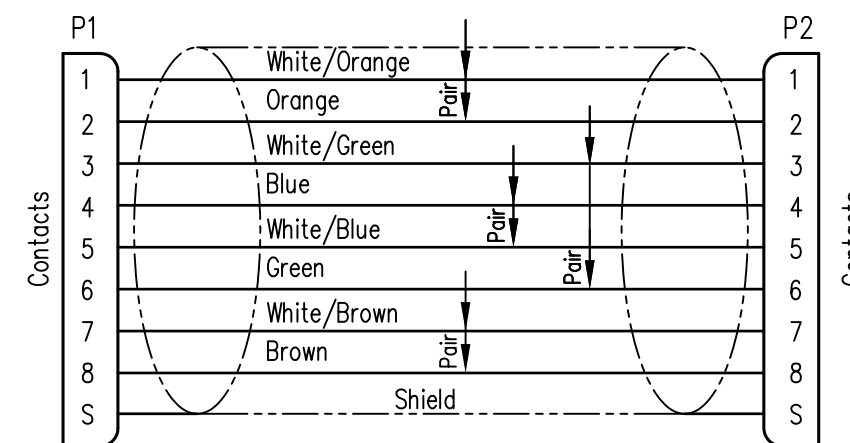 P1
P2
White/Orange
1
1
Orange
Pair
2
2
White/Green
3
3
Blue
4
4
White/Blue
Pair
5
5
Green
Pair
6
6
White/Brown
7
7
Brown
Pair
8
8
Shield
S
S
Contacts